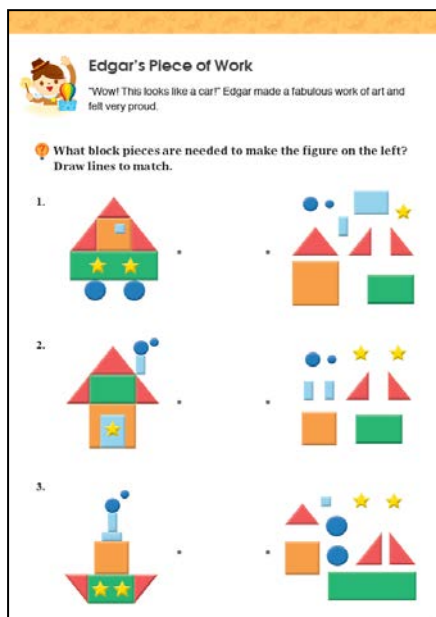 Edgar's Piece of Work
"Wow! This looks like a car!" Edgar made a fabulous work of art and
felt very proud.
? What block pieces are needed to make the figure on the left?
Draw lines to match.
1.
2.
3.